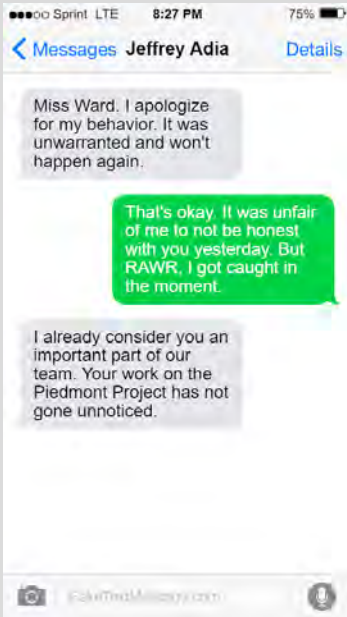 Sprint LTE 8:27 PM 75%
Messages Jeffrey Adia Details
Miss Ward. I apologize
for my behavior. It was
unwarranted and won't
happen again.
That's okay. It was unfair
of me to not be honest
with you yesterday. But
RAWR, I got caught in
the moment.
I already consider you an
important part of our
team. Your work on the
Piedmont Project has not
gone unnoticed.